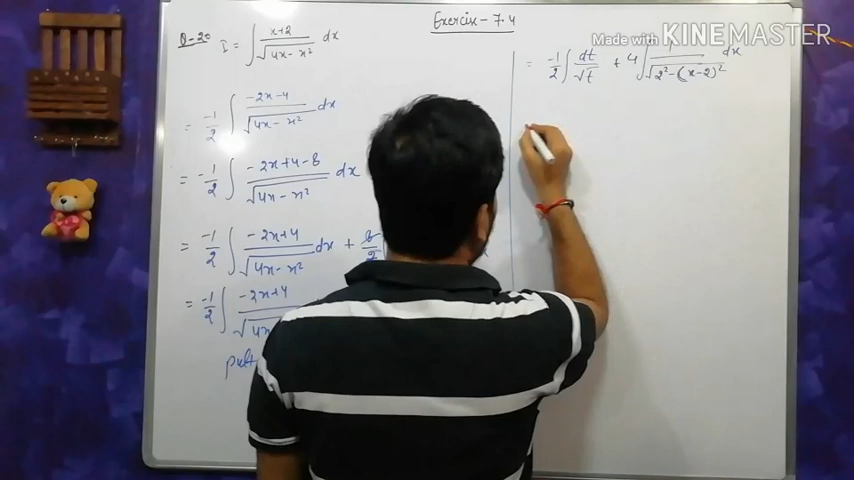 Exercise-7.4
Q-20 I = ∫ x+2 / √(4x-x²) dx
= -1/2 ∫ -2x-4 / √(4x-x²) dx
= -1/2 ∫ -2x+4-8 / √(4x-x²) dx
= -1/2 ∫ -2x+4 / √(4x-x²) dx + 8/2
= -1/2 ∫ -2x+4 / √4x
put
= -1/2 ∫ dt/√t + 4 ∫ 1 / √(2²-(x-2)²) dx
Made with KINEMASTER